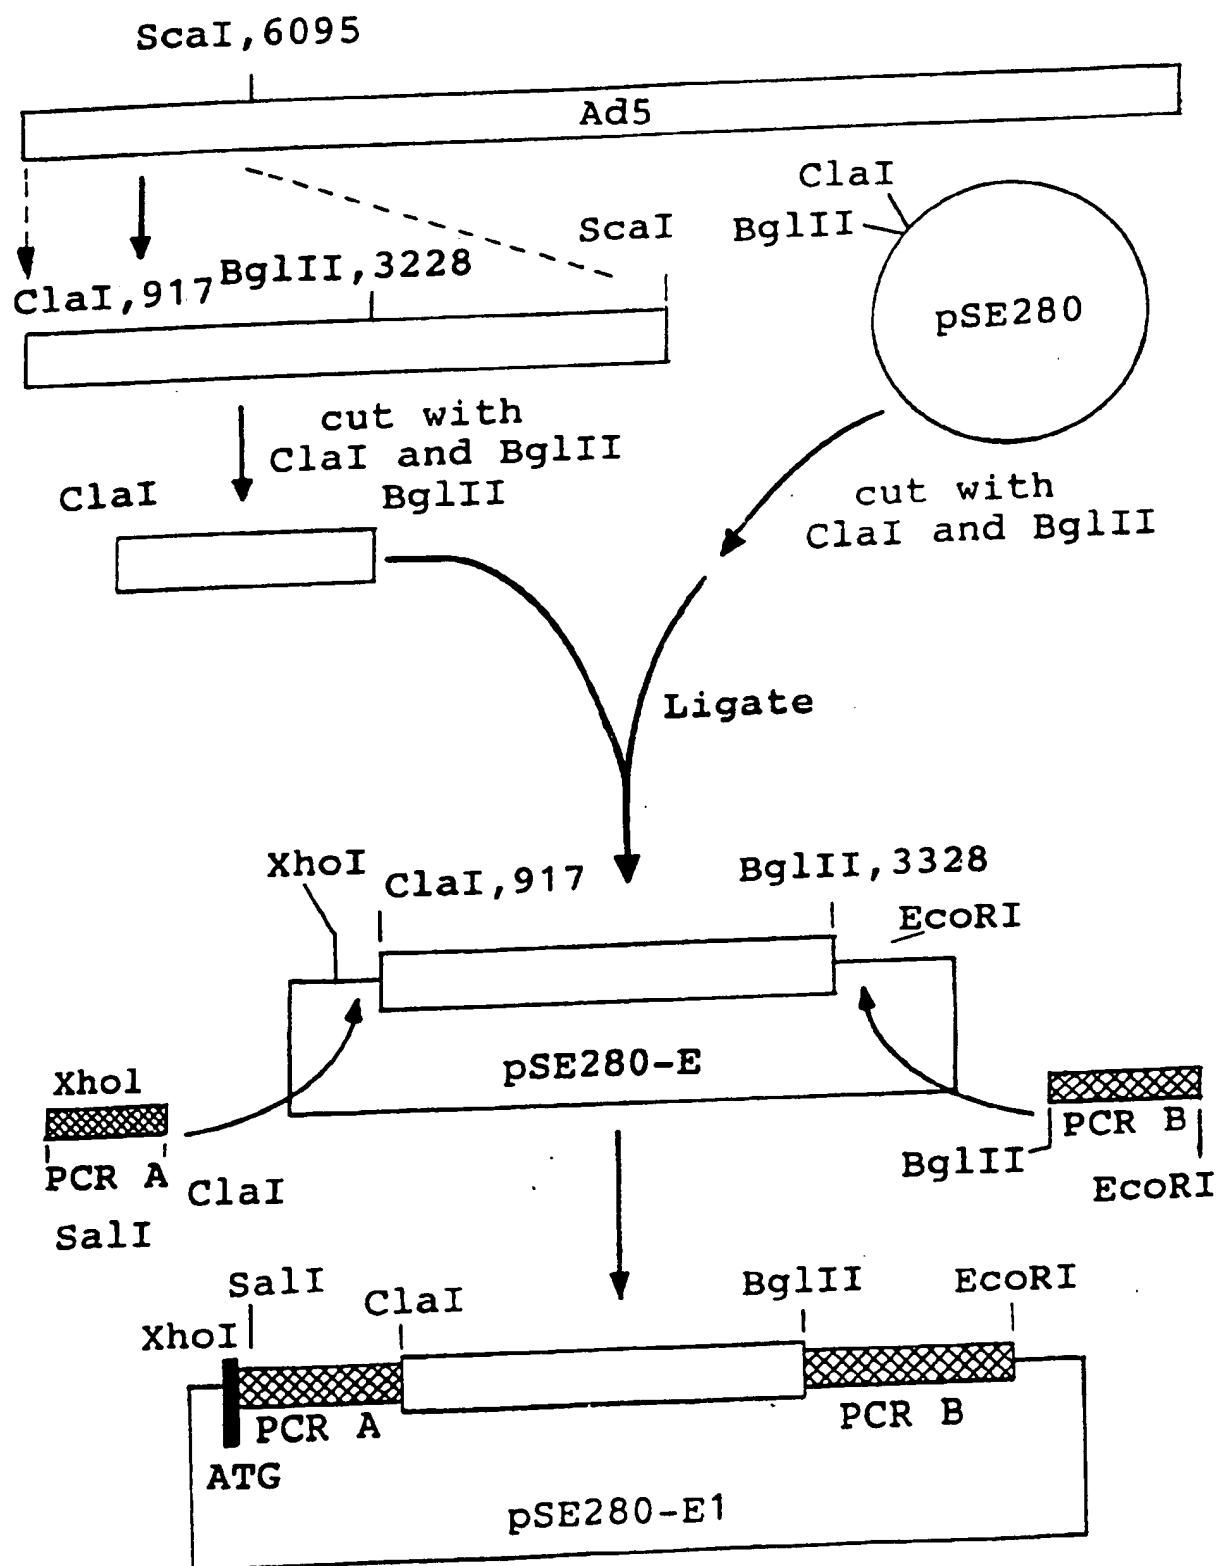 ScaI,6095
Ad5
ClaI
BglII
ScaI
pSE280
ClaI,917
BglII,3228
cut with
ClaI and BglII
ClaI
BglII
cut with
ClaI and BglII
Ligate
XhoI
ClaI,917
BglII,3328
EcoRI
pSE280-E
Xhol
PCR A
ClaI
SalI
PCR B
BglII
EcoRI
SalI
ClaI
BglII
EcoRI
XhoI
PCR A
PCR B
ATG
pSE280-E1